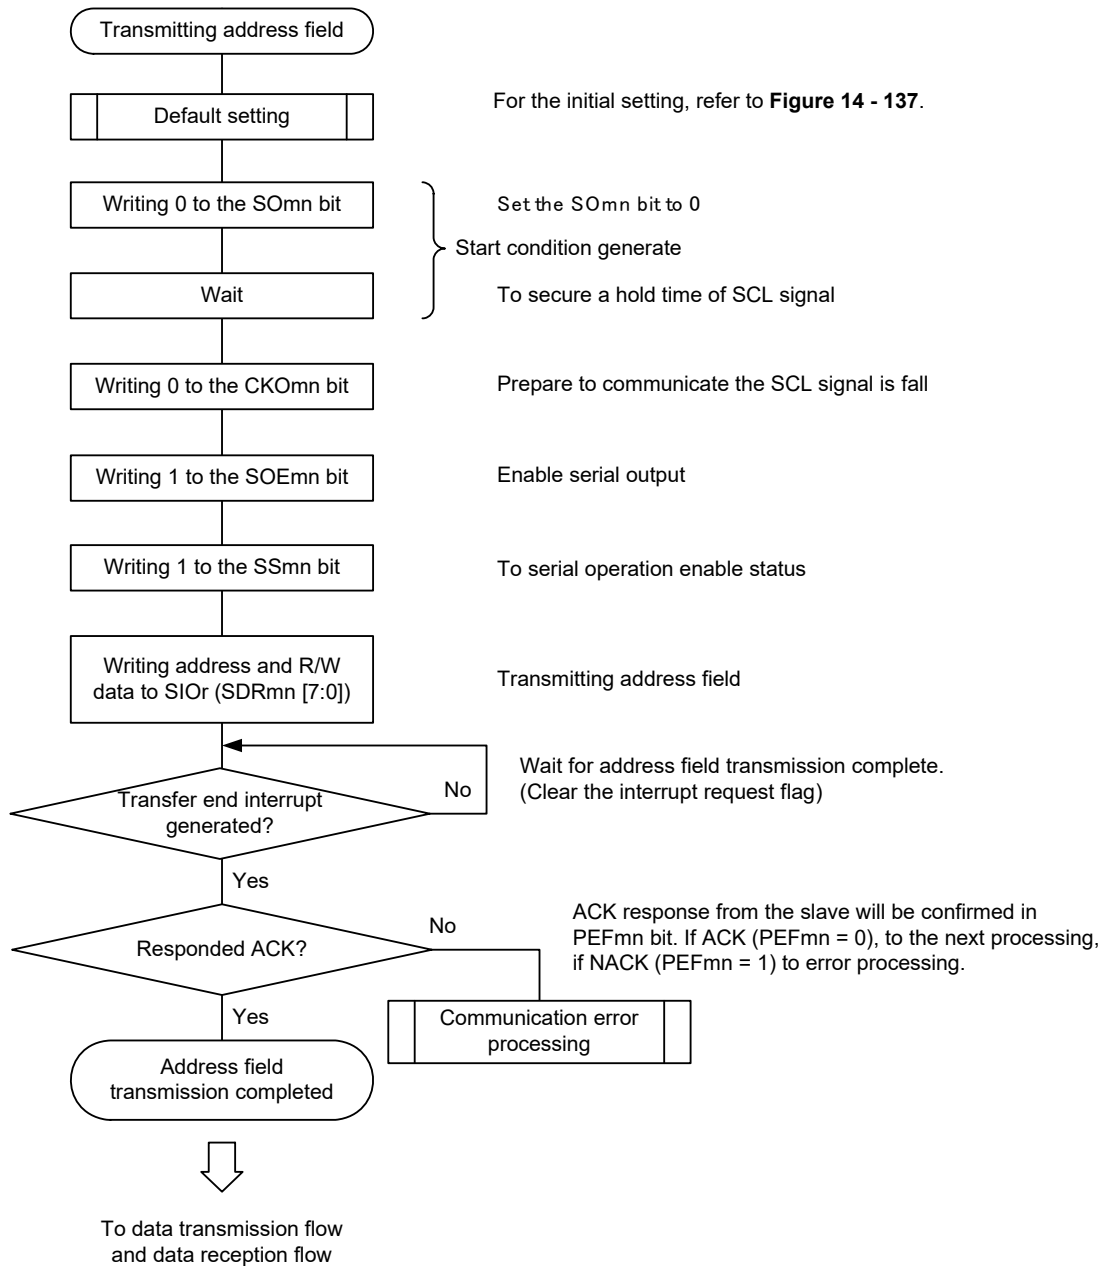 Transmitting address field
Default setting
For the initial setting, refer to Figure 14 - 137.
Writing 0 to the SOmn bit
Set the SOmn bit to 0
Start condition generate
Wait
To secure a hold time of SCL signal
Writing 0 to the CKOmn bit
Prepare to communicate the SCL signal is fall
Writing 1 to the SOEmn bit
Enable serial output
Writing 1 to the SSmn bit
To serial operation enable status
Writing address and R/W
data to SIOr (SDRmn [7:0])
Transmitting address field
Transfer end interrupt
generated?
No
Wait for address field transmission complete.
(Clear the interrupt request flag)
Yes
Responded ACK?
No
ACK response from the slave will be confirmed in
PEFmn bit. If ACK (PEFmn = 0), to the next processing,
if NACK (PEFmn = 1) to error processing.
Yes
Communication error
processing
Address field
transmission completed
To data transmission flow
and data reception flow